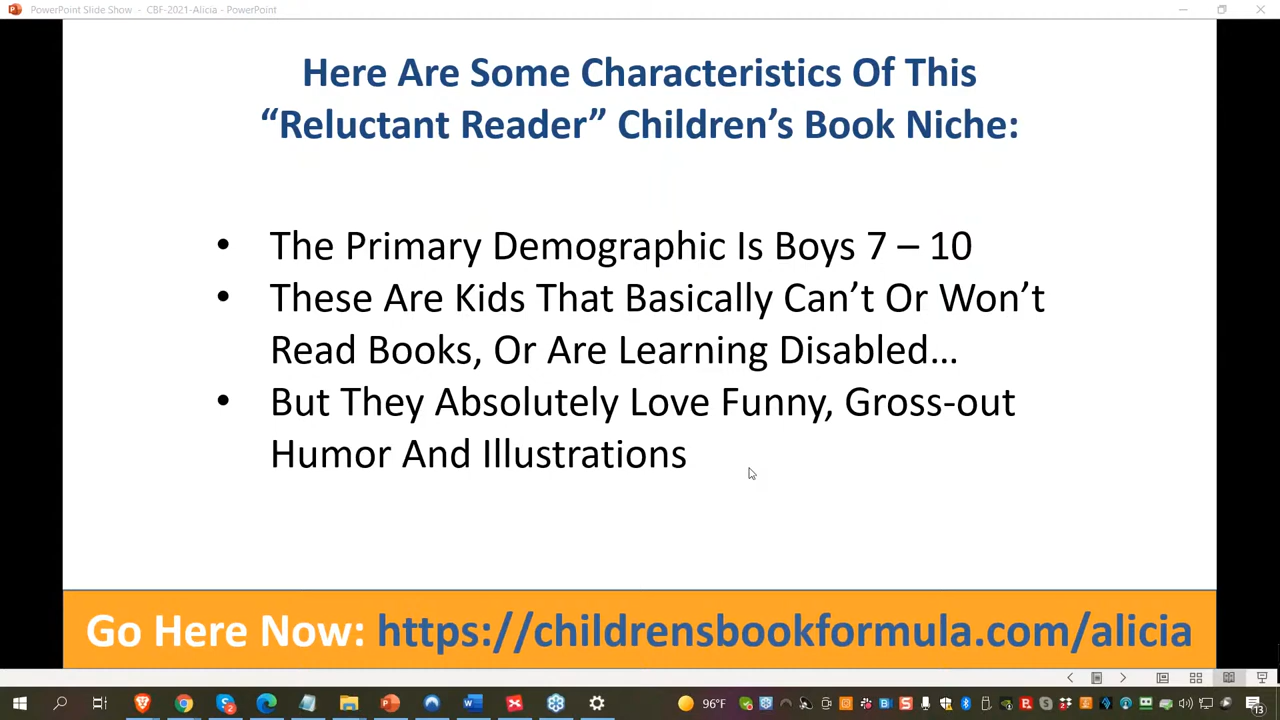 PowerPoint Slide Show - CBF-2021-Alicia - PowerPoint
Here Are Some Characteristics Of This
“Reluctant Reader” Children’s Book Niche:
• The Primary Demographic Is Boys 7 – 10
• These Are Kids That Basically Can’t Or Won’t
Read Books, Or Are Learning Disabled…
• But They Absolutely Love Funny, Gross-out
Humor And Illustrations
Go Here Now: https://childrensbookformula.com/alicia
96°F
13